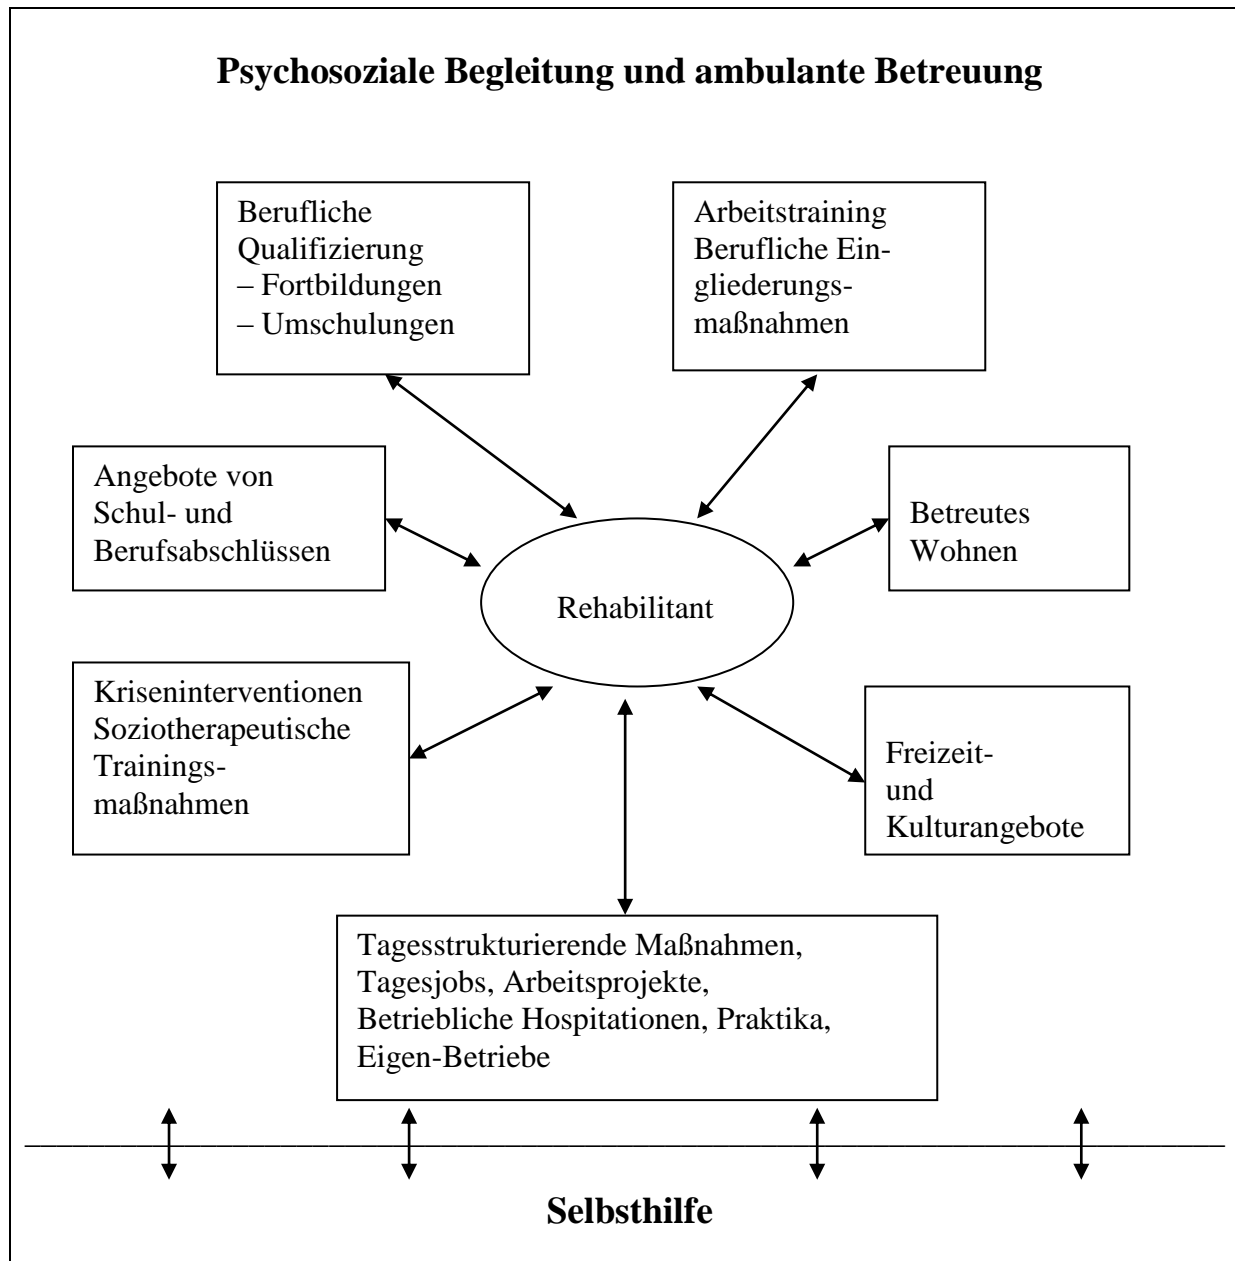 Psychosoziale Begleitung und ambulante Betreuung
Berufliche
Qualifizierung
– Fortbildungen
– Umschulungen
Arbeitstraining
Berufliche Ein-
gliederungs-
maßnahmen
Angebote von
Schul- und
Berufsabschlüssen
Betreutes
Wohnen
Rehabilitant
Kriseninterventionen
Soziotherapeutische
Trainings-
maßnahmen
Freizeit-
und
Kulturangebote
Tagesstrukturierende Maßnahmen,
Tagesjobs, Arbeitsprojekte,
Betriebliche Hospitationen, Praktika,
Eigen-Betriebe
Selbsthilfe